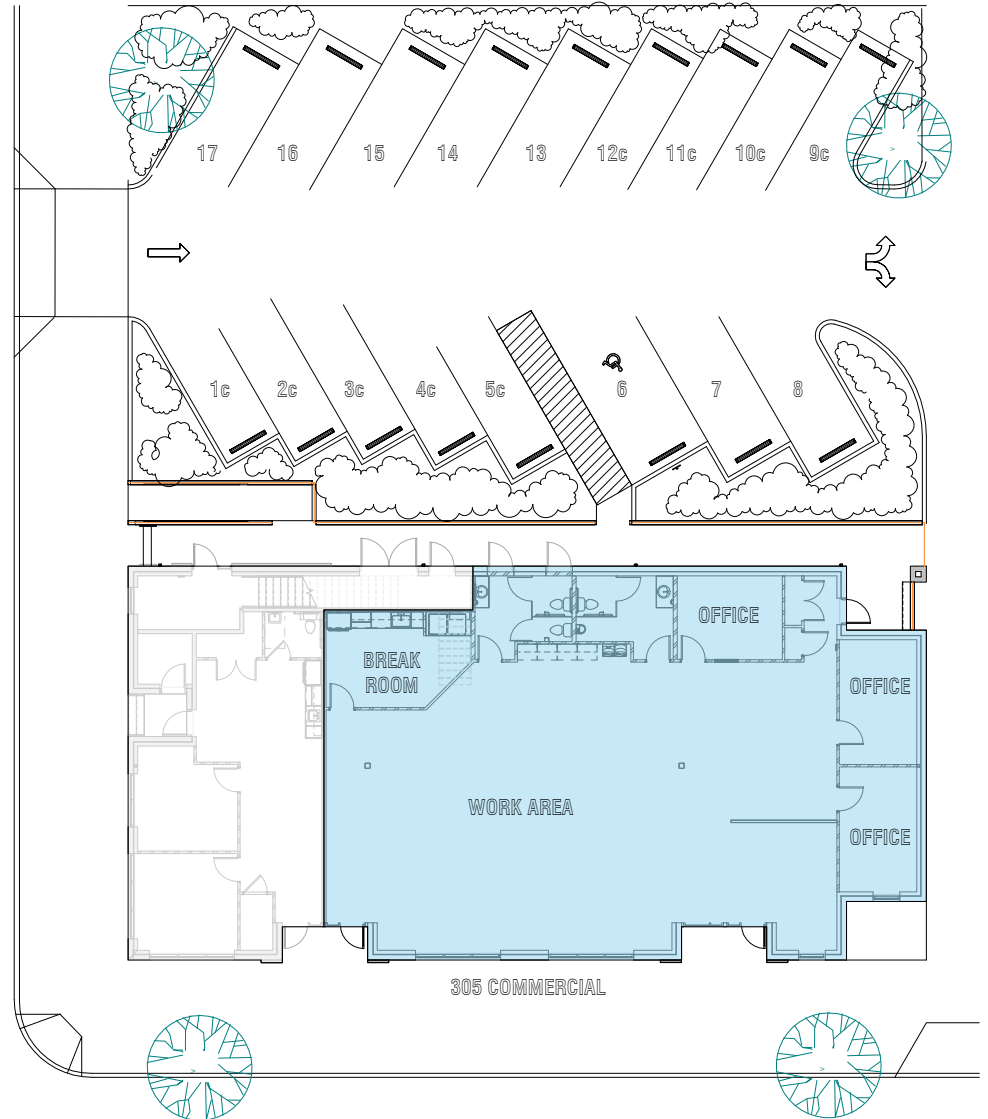 17 16 15 14 13 12c 11c 10c 9c
1c 2c 3c 4c 5c 6 7 8
OFFICE
BREAK
ROOM
OFFICE
WORK AREA
OFFICE
305 COMMERCIAL